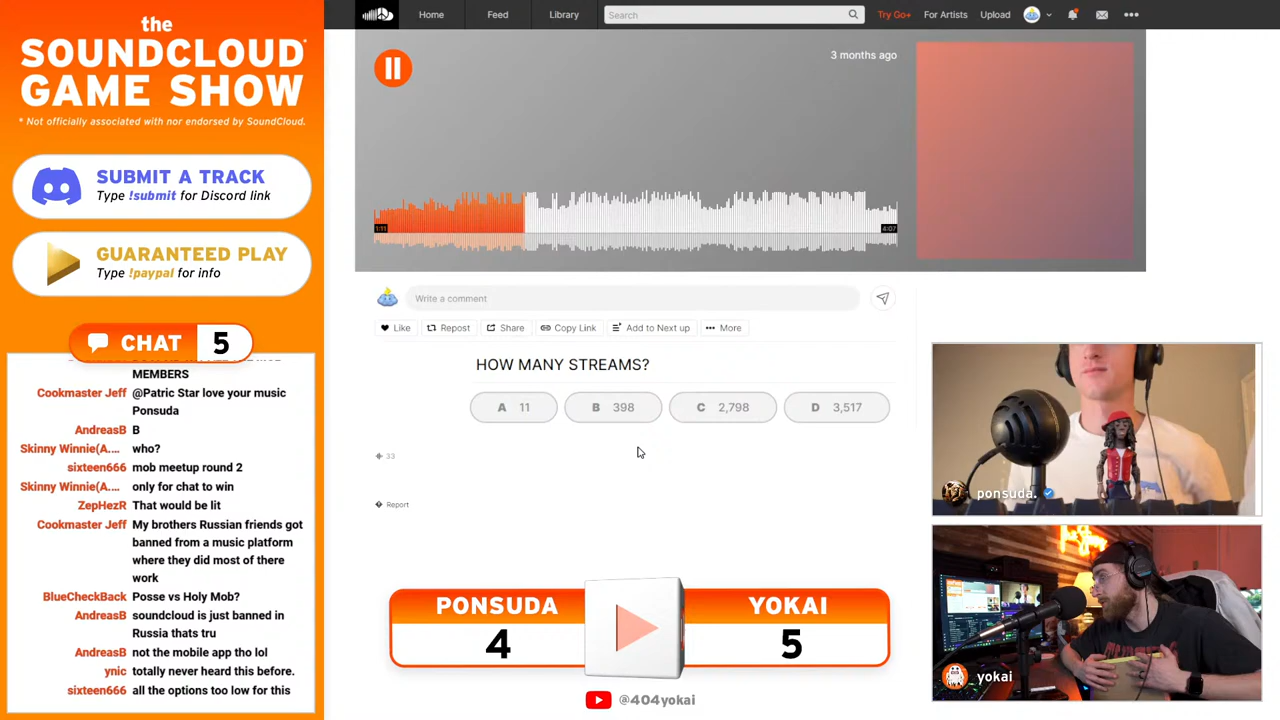 the
SOUNDCLOUD
GAME SHOW
* Not officially associated with nor endorsed by SoundCloud.
SUBMIT A TRACK
Type !submit for Discord link
GUARANTEED PLAY
Type !paypal for info
CHAT 5
MEMBERS
Cookmaster Jeff @Patric Star love your music
Ponsuda
AndreasB B
Skinny Winnie(A.... who?
sixteen666 mob meetup round 2
Skinny Winnie(A.... only for chat to win
ZepHezR That would be lit
Cookmaster Jeff My brothers Russian friends got
banned from a music platform
where they did most of there
work
BlueCheckBack Posse vs Holy Mob?
AndreasB soundcloud is just banned in
Russia thats tru
AndreasB not the mobile app tho lol
ynic totally never heard this before.
sixteen666 all the options too low for this
Home Feed Library Search Try Go+ For Artists Upload
3 months ago
1:11 4:07
Write a comment
Like Repost Share Copy Link Add to Next up More
HOW MANY STREAMS?
A 11 B 398 C 2,798 D 3,517
33
Report
PONSUDA
4
YOKAI
5
@404yokai
ponsuda.
yokai